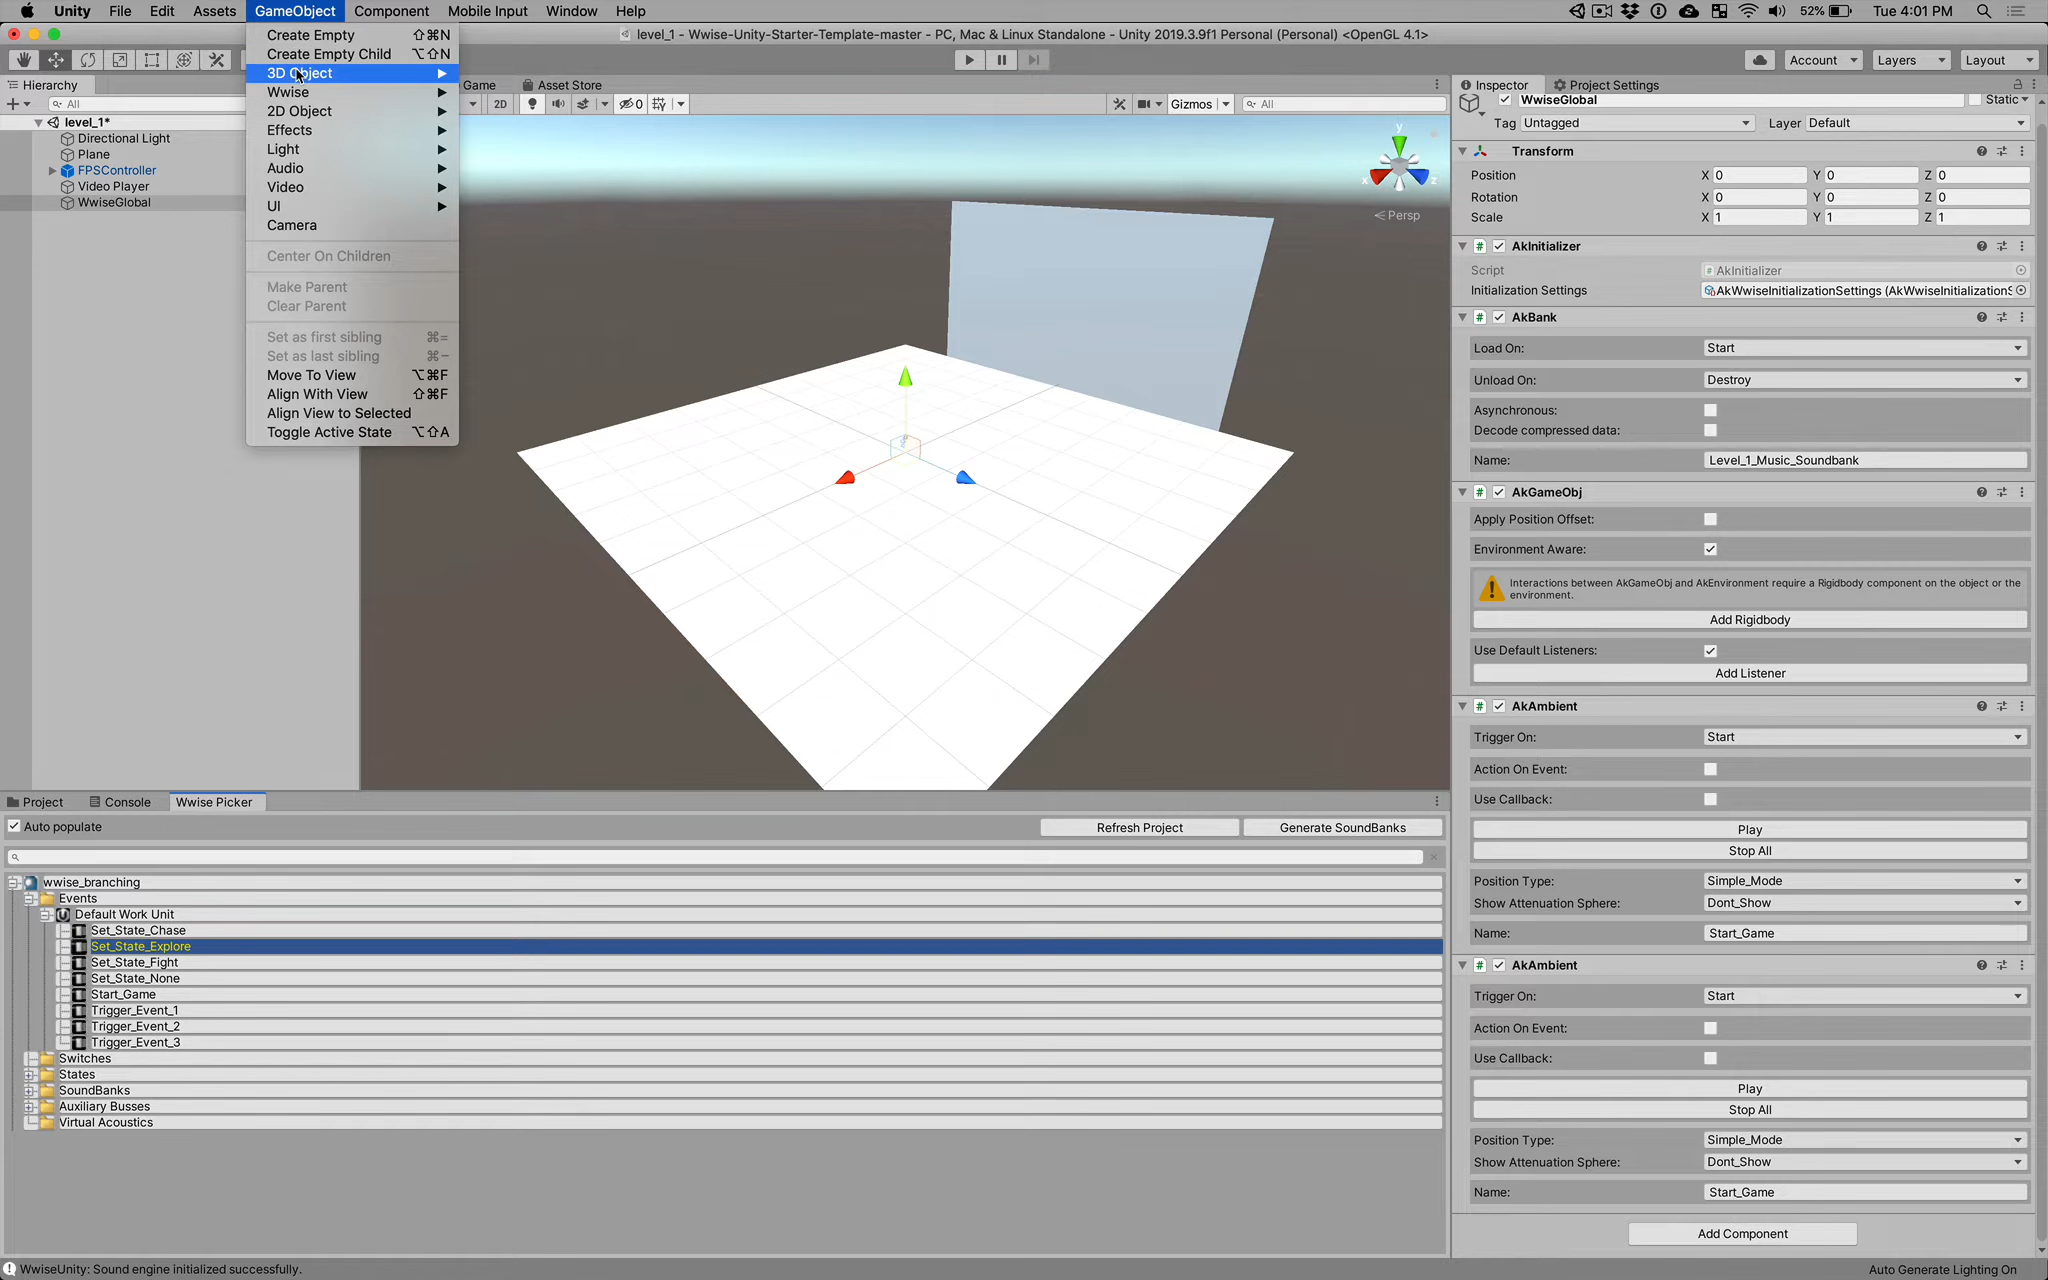 Unity File Edit Assets GameObject Component Mobile Input Window Help 52% Tue 4:01 PM
level_1 - Wwise-Unity-Starter-Template-master - PC, Mac & Linux Standalone - Unity 2019.3.9f1 Personal (Personal) <OpenGL 4.1>
Account Layers Layout
Create Empty ⇧⌘N
Create Empty Child ⌥⇧N
3D Object
Wwise
2D Object
Effects
Light
Audio
Video
UI
Camera
Center On Children
Make Parent
Clear Parent
Set as first sibling ⌘=
Set as last sibling ⌘-
Move To View ⌥⌘F
Align With View ⇧⌘F
Align View to Selected
Toggle Active State ⌥⇧A
Hierarchy
All
level_1*
Directional Light
Plane
FPSController
Video Player
WwiseGlobal
Game Asset Store
2D 0 Gizmos All
y
x z
Persp
Inspector Project Settings
WwiseGlobal Static
Tag Untagged Layer Default
Transform
Position X 0 Y 0 Z 0
Rotation X 0 Y 0 Z 0
Scale X 1 Y 1 Z 1
# AkInitializer
Script # AkInitializer
Initialization Settings AkWwiseInitializationSettings (AkWwiseInitializationS
# AkBank
Load On: Start
Unload On: Destroy
Asynchronous:
Decode compressed data:
Name: Level_1_Music_Soundbank
# AkGameObj
Apply Position Offset:
Environment Aware:
Interactions between AkGameObj and AkEnvironment require a Rigidbody component on the object or the
environment.
Add Rigidbody
Use Default Listeners:
Add Listener
# AkAmbient
Trigger On: Start
Action On Event:
Use Callback:
Play
Stop All
Position Type: Simple_Mode
Show Attenuation Sphere: Dont_Show
Name: Start_Game
# AkAmbient
Trigger On: Start
Action On Event:
Use Callback:
Play
Stop All
Position Type: Simple_Mode
Show Attenuation Sphere: Dont_Show
Name: Start_Game
Add Component
Project Console Wwise Picker
Auto populate Refresh Project Generate SoundBanks
wwise_branching
Events
Default Work Unit
Set_State_Chase
Set_State_Explore
Set_State_Fight
Set_State_None
Start_Game
Trigger_Event_1
Trigger_Event_2
Trigger_Event_3
Switches
States
SoundBanks
Auxiliary Busses
Virtual Acoustics
WwiseUnity: Sound engine initialized successfully. Auto Generate Lighting On